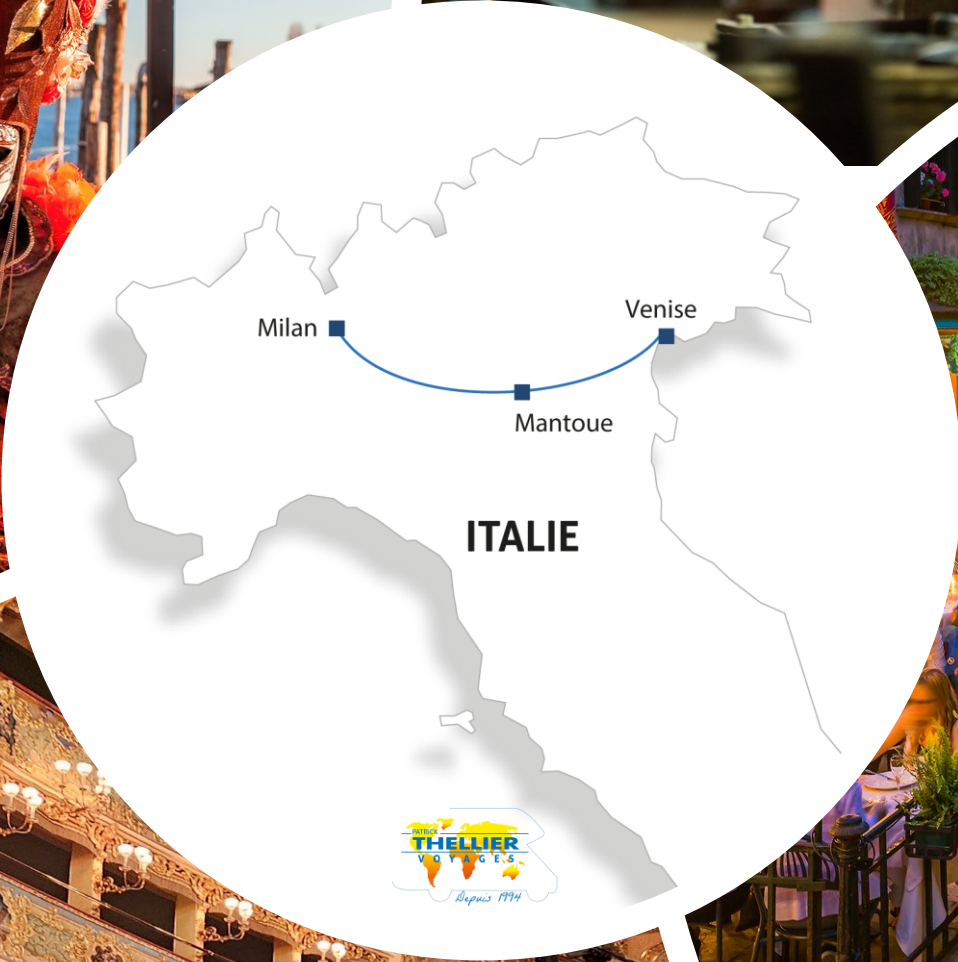 Venise
Milan
Mantoue
ITALIE
PATRICK
THELLIER
VOYAGES
Depuis 1994